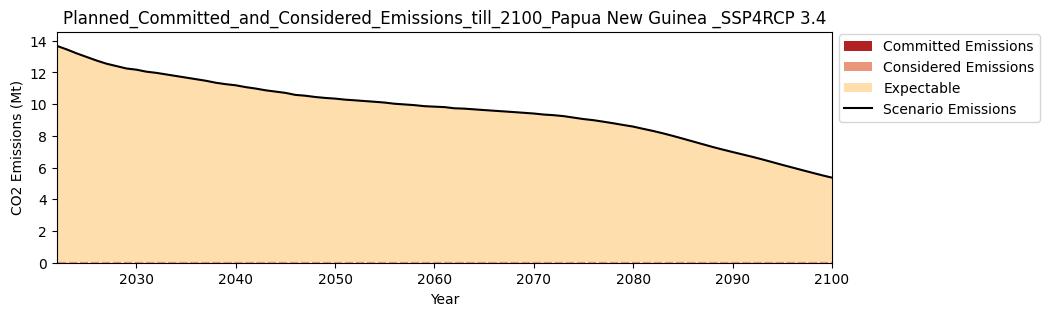 Planned_Committed_and_Considered_Emissions_till_2100_Papua New Guinea _SSP4RCP 3.4
14
12
10
8
6
4
2
0
CO2 Emissions (Mt)
2030 2040 2050 2060 2070 2080 2090 2100
Year
Committed Emissions
Considered Emissions
Expectable
Scenario Emissions